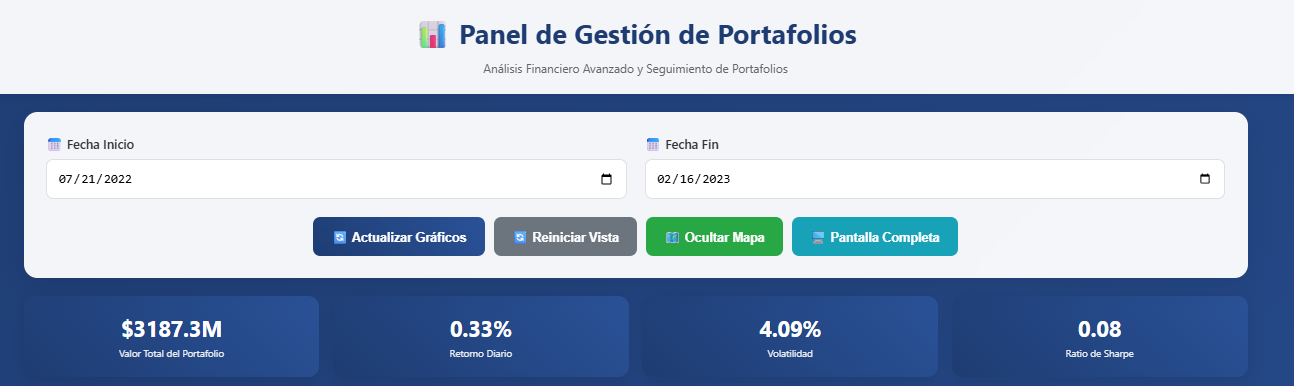 Panel de Gestión de Portafolios
Análisis Financiero Avanzado y Seguimiento de Portafolios
Fecha Inicio
Fecha Fin
07/21/2022
02/16/2023
Actualizar Gráficos
Reiniciar Vista
Ocultar Mapa
Pantalla Completa
$3187.3M
0.33%
4.09%
0.08
Valor Total del Portafolio
Retorno Diario
Volatilidad
Ratio de Sharpe